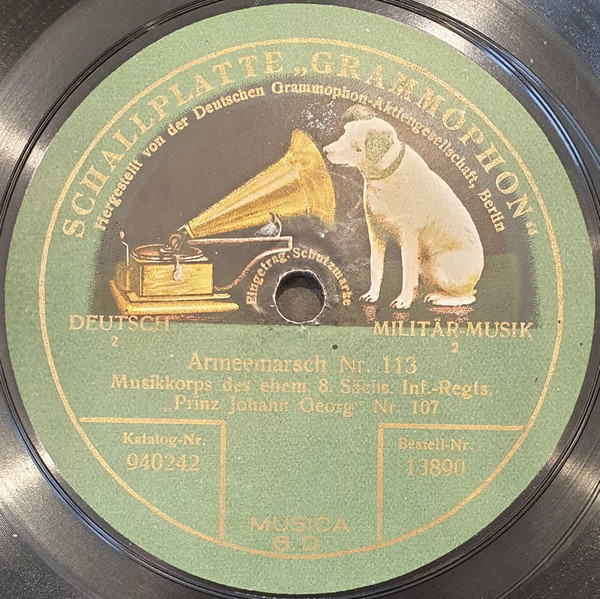 SCHALLPLATTE „GRAMMOPHON“
Hergestellt von der Deutschen Grammophon-Aktiengesellschaft, Berlin
Eingetrag. Schutzmarke
DEUTSCH
2
MILITÄR-MUSIK
2
Armeemarsch Nr. 113
Musikkorps des ehem. 8. Sächs. Inf.-Regts.
„Prinz Johann Georg“ Nr. 107
Katalog-Nr.
940242
Bestell-Nr.
13890
MUSICA
G. D.